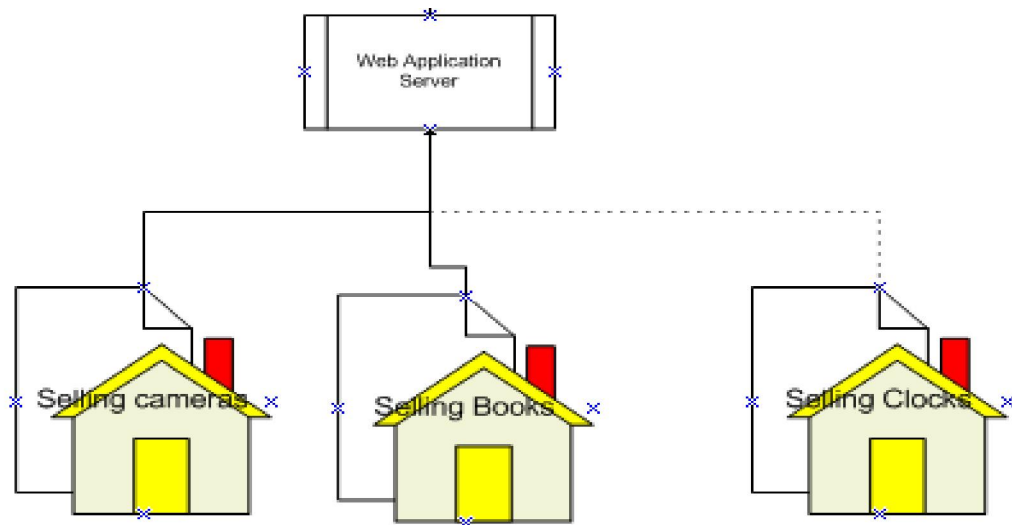 Web Application
Server
Selling cameras
Selling Books
Selling Clocks